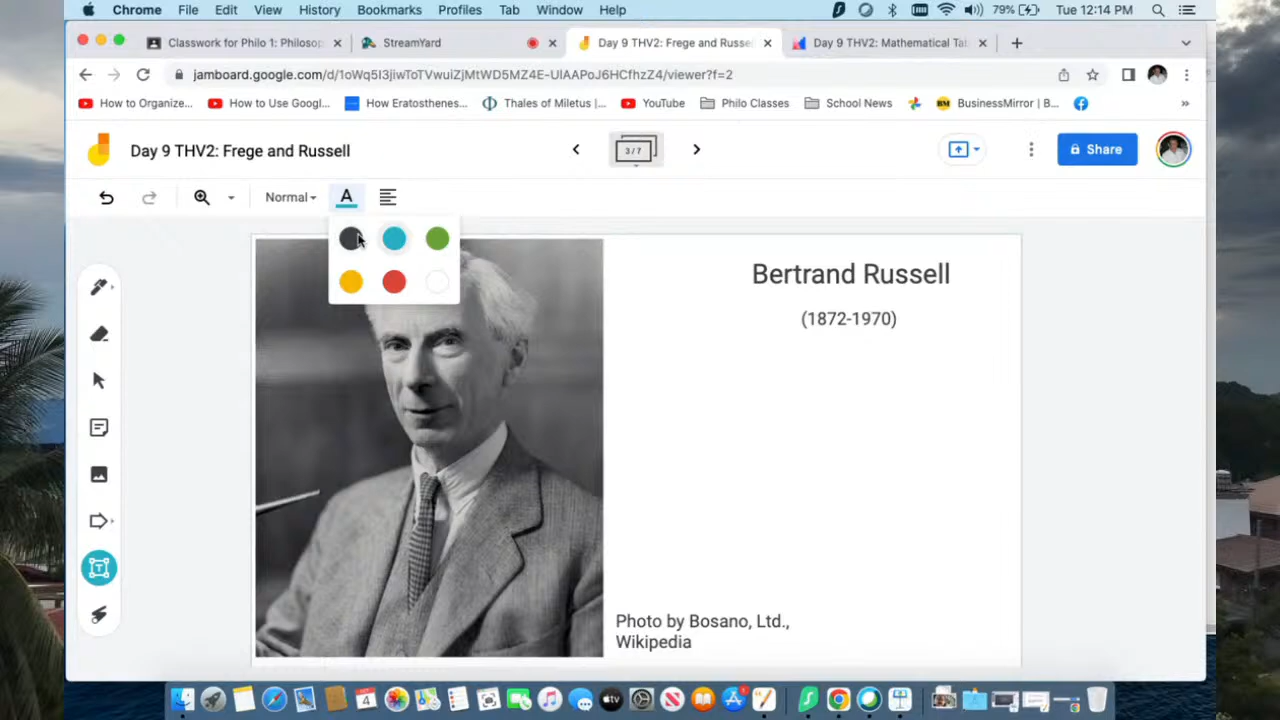 Chrome File Edit View History Bookmarks Profiles Tab Window Help 79% Tue 12:14 PM
Classwork for Philo 1: Philosop
StreamYard
Day 9 THV2: Frege and Russe
Day 9 THV2: Mathematical Tab
jamboard.google.com/d/1oWq5I3jiwToTVwuiZjMtWD5MZ4E-UIAAPoJ6HCfhzZ4/viewer?f=2
How to Organize... How to Use Googl... How Eratosthenes... Thales of Miletus |... YouTube Philo Classes School News BusinessMirror | B...
Day 9 THV2: Frege and Russell
3 / 7
Share
Normal
A
Bertrand Russell
(1872-1970)
Photo by Bosano, Ltd.,
Wikipedia